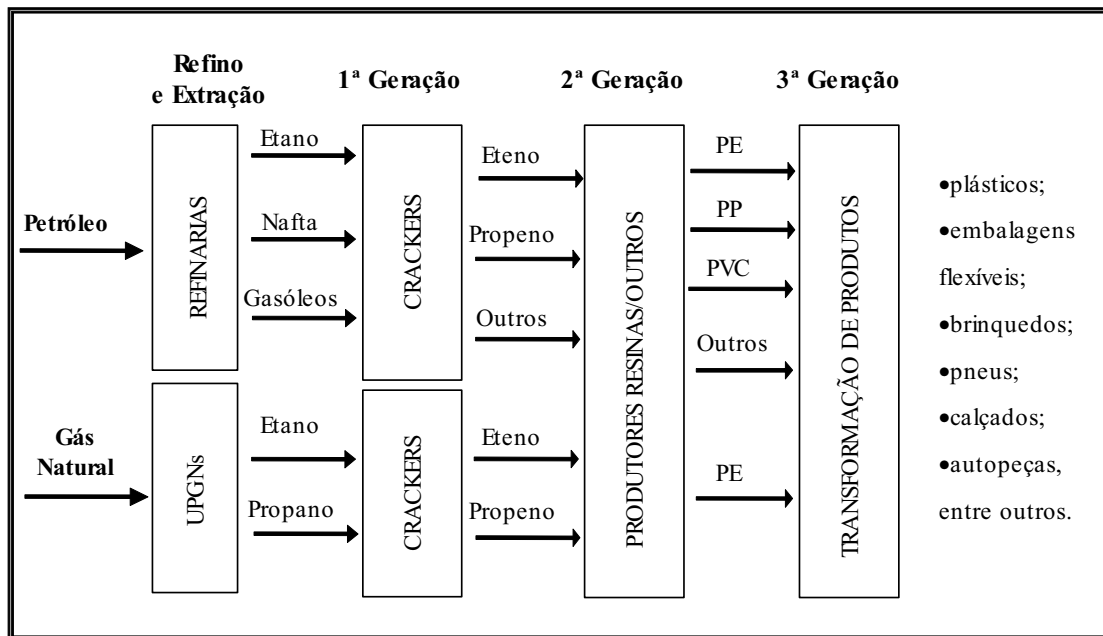 Refino
e Extração
1ª Geração
2ª Geração
3ª Geração
Petróleo
REFINARIAS
Etano
Nafta
Gasóleos
CRACKERS
Eteno
Propeno
Outros
PRODUTORES RESINAS/OUTROS
PE
PP
PVC
Outros
TRANSFORMAÇÃO DE PRODUTOS
•plásticos;
•embalagens
flexíveis;
•brinquedos;
•pneus;
•calçados;
•autopeças,
entre outros.
Gás
Natural
UPGNs
Etano
Propano
CRACKERS
Eteno
Propeno
PE